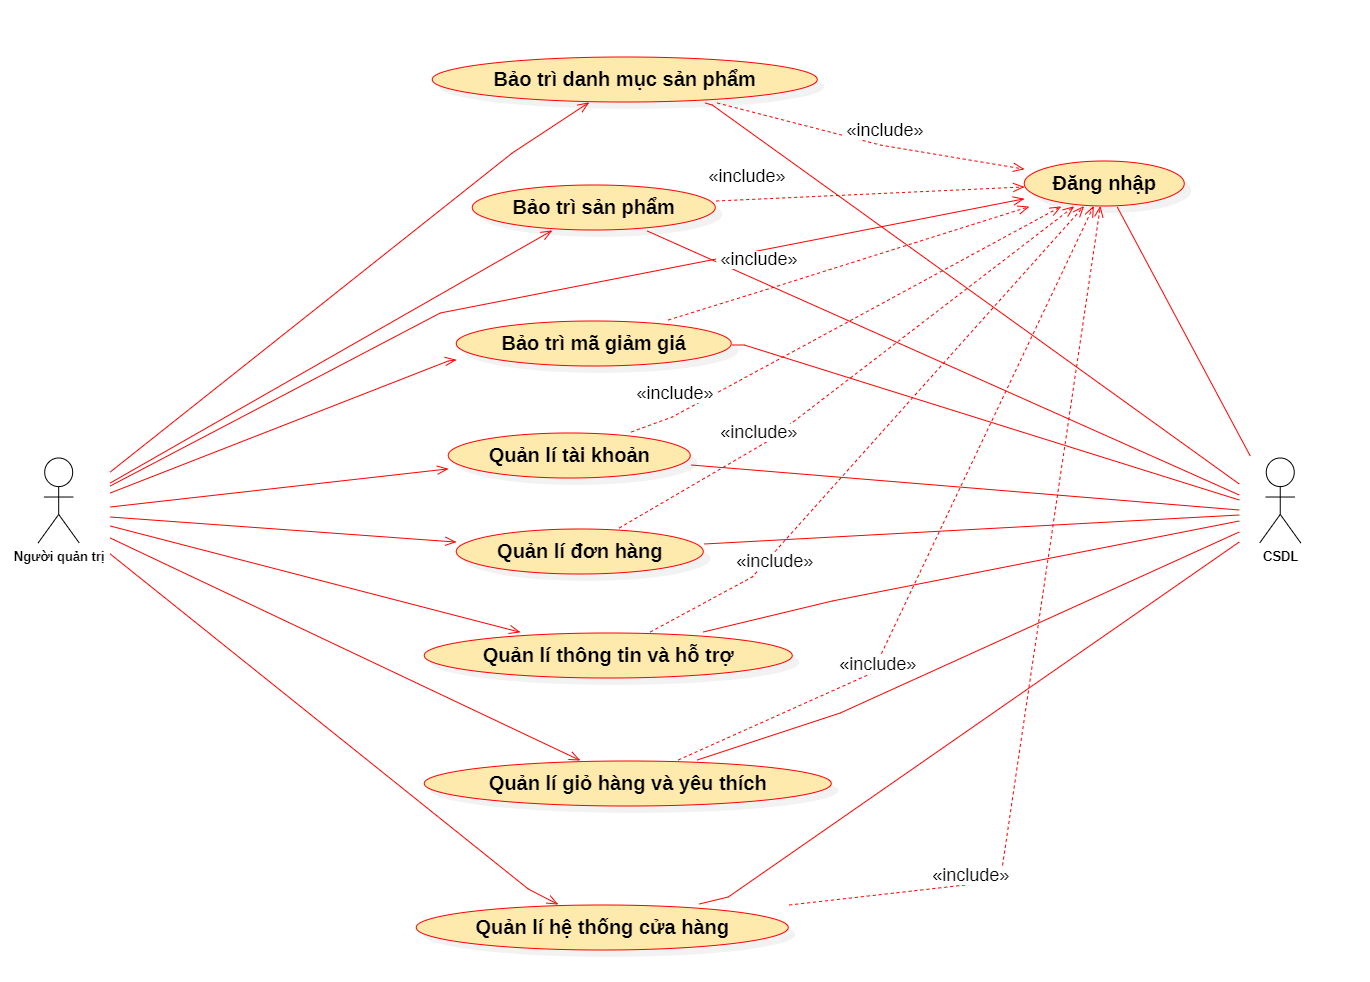 Bảo trì danh mục sản phẩm
«include»
«include»
Đăng nhập
Bảo trì sản phẩm
«include»
Bảo trì mã giảm giá
«include»
«include»
Quản lí tài khoản
Người quản trị
Quản lí đơn hàng
«include»
CSDL
Quản lí thông tin và hỗ trợ
«include»
Quản lí giỏ hàng và yêu thích
«include»
Quản lí hệ thống cửa hàng